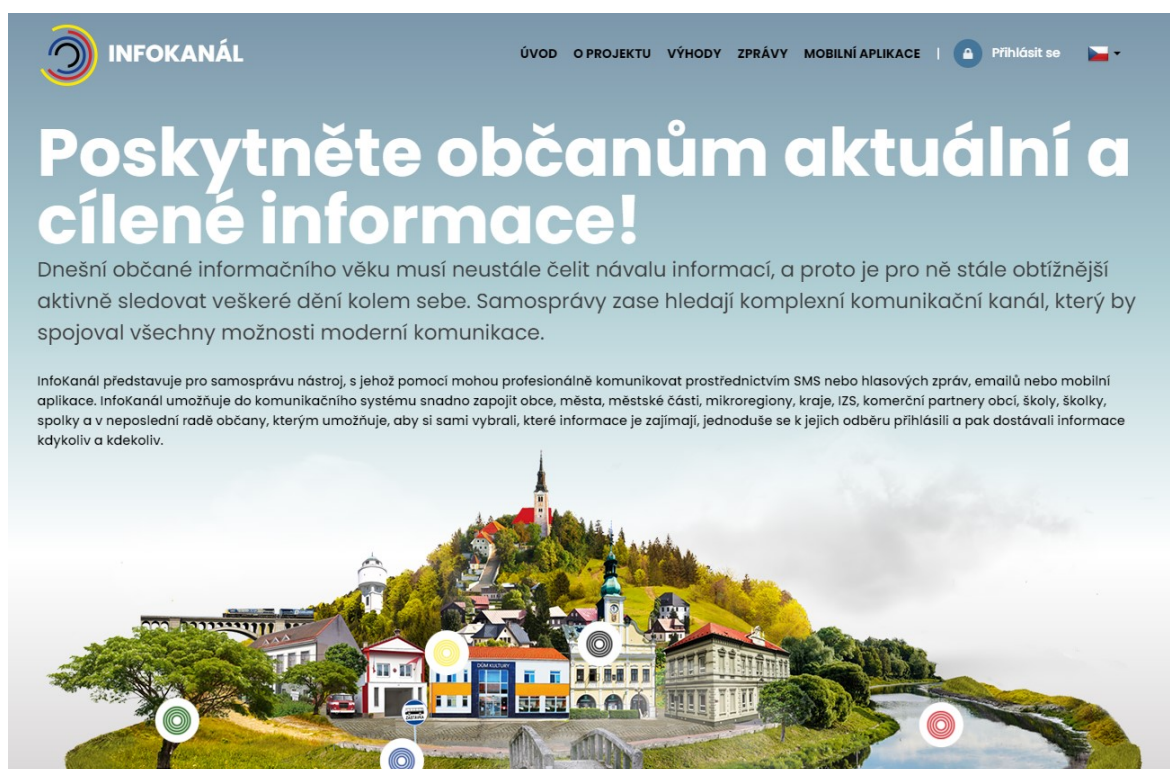 INFOKANÁL
ÚVOD O PROJEKTU VÝHODY ZPRÁVY MOBILNÍ APLIKACE | Přihlásit se
Poskytněte občanům aktuální a
cílené informace!
Dnešní občané informačního věku musí neustále čelit návalu informací, a proto je pro ně stále obtížnější
aktivně sledovat veškeré dění kolem sebe. Samosprávy zase hledají komplexní komunikační kanál, který by
spojoval všechny možnosti moderní komunikace.
InfoKanál představuje pro samosprávu nástroj, s jehož pomocí mohou profesionálně komunikovat prostřednictvím SMS nebo hlasových zpráv, emailů nebo mobilní
aplikace. InfoKanál umožňuje do komunikačního systému snadno zapojit obce, města, městské části, mikroregiony, kraje, IZS, komerční partnery obcí, školy, školky,
spolky a v neposlední radě občany, kterým umožňuje, aby si sami vybrali, které informace je zajímají, jednoduše se k jejich odběru přihlásili a pak dostávali informace
kdykoliv a kdekoliv.
DŮM KULTURY
ZASTÁVKA